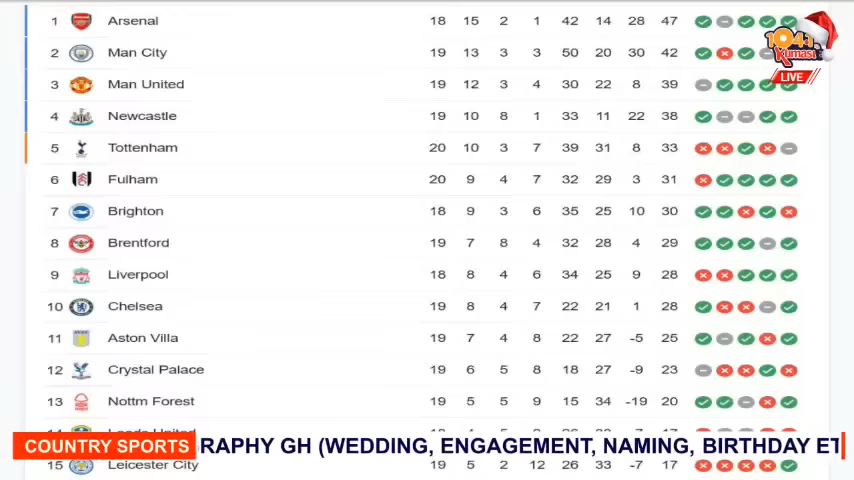 1 Arsenal 18 15 2 1 42 14 28 47
2 Man City 19 13 3 3 50 20 30 42
3 Man United 19 12 3 4 30 22 8 39
4 Newcastle 19 10 8 1 33 11 22 38
5 Tottenham 20 10 3 7 39 31 8 33
6 Fulham 20 9 4 7 32 29 3 31
7 Brighton 18 9 3 6 35 25 10 30
8 Brentford 19 7 8 4 32 28 4 29
9 Liverpool 18 8 4 6 34 25 9 28
10 Chelsea 19 8 4 7 22 21 1 28
11 Aston Villa 19 7 4 8 22 27 -5 25
12 Crystal Palace 19 6 5 8 18 27 -9 23
13 Nottm Forest 19 5 5 9 15 34 -19 20
15 Leicester City 19 5 2 12 26 33 -7 17
104.1
Kumasi
LIVE
COUNTRY SPORTS
RAPHY GH (WEDDING, ENGAGEMENT, NAMING, BIRTHDAY ET